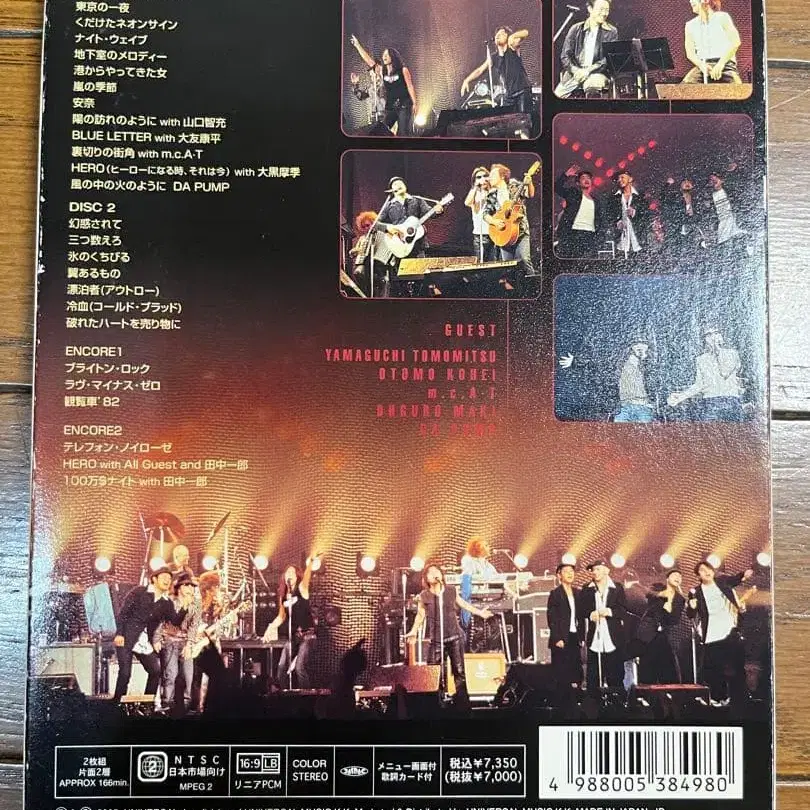 東京の一夜
くだけたネオンサイン
ナイト・ウェイブ
地下室のメロディー
港からやってきた女
嵐の季節
安奈
陽の訪れのように with 山口智充
BLUE LETTER with 大友康平
裏切りの街角 with m.c.A・T
HERO(ヒーローになる時、それは今) with 大黒摩季
風の中の火のように DA PUMP
DISC 2
幻惑されて
三つ数えろ
氷のくちびる
翼あるもの
漂泊者(アウトロー)
冷血(コールド・ブラッド)
破れたハートを売り物に
ENCORE1
ブライトン・ロック
ラヴ・マイナス・ゼロ
観覧車'82
ENCORE2
テレフォン・ノイローゼ
HERO with All Guest and 田中一郎
100万$ナイト with 田中一郎
GUEST
YAMAGUCHI TOMOMITSU
OTOMO KOHEI
m.c.A・T
OHGURO MAKI
DA PUMP
2枚組
片面2層
APPROX 166min.
2
NTSC
日本市場向け
MPEG 2
16:9 LB
リニアPCM
COLOR
STEREO
メニュー画面付
歌詞カード付
税込¥7,350
(税抜¥7,000)
4 988005 384980